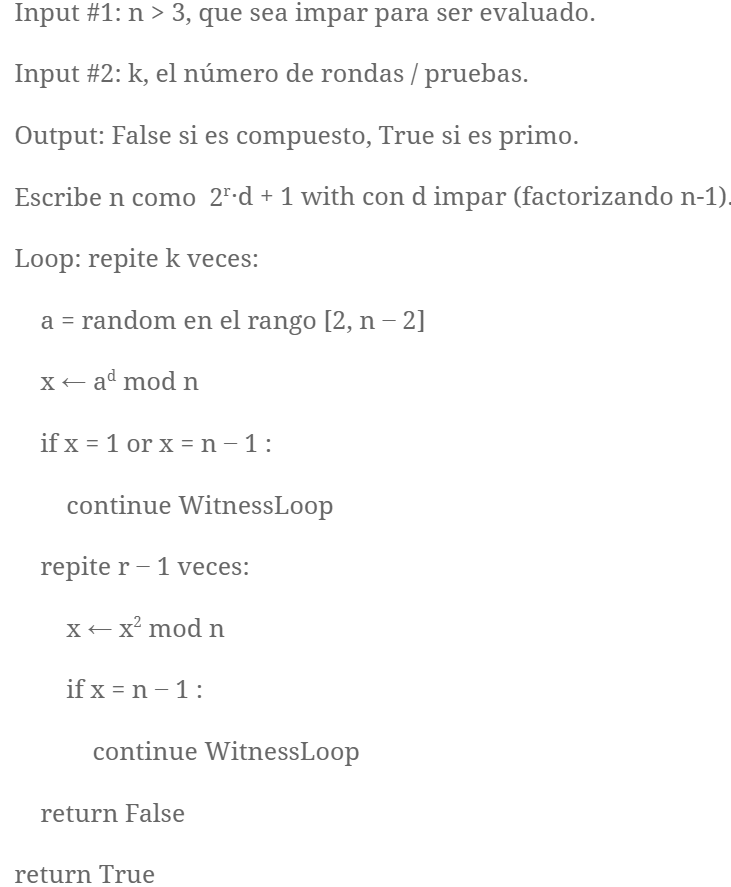 Input #1: n > 3, que sea impar para ser evaluado.
Input #2: k, el número de rondas / pruebas.
Output: False si es compuesto, True si es primo.
Escribe n como 2ʳ·d + 1 with con d impar (factorizando n-1).
Loop: repite k veces:
a = random en el rango [2, n − 2]
x ← aᵈ mod n
if x = 1 or x = n − 1 :
continue WitnessLoop
repite r − 1 veces:
x ← x² mod n
if x = n − 1 :
continue WitnessLoop
return False
return True